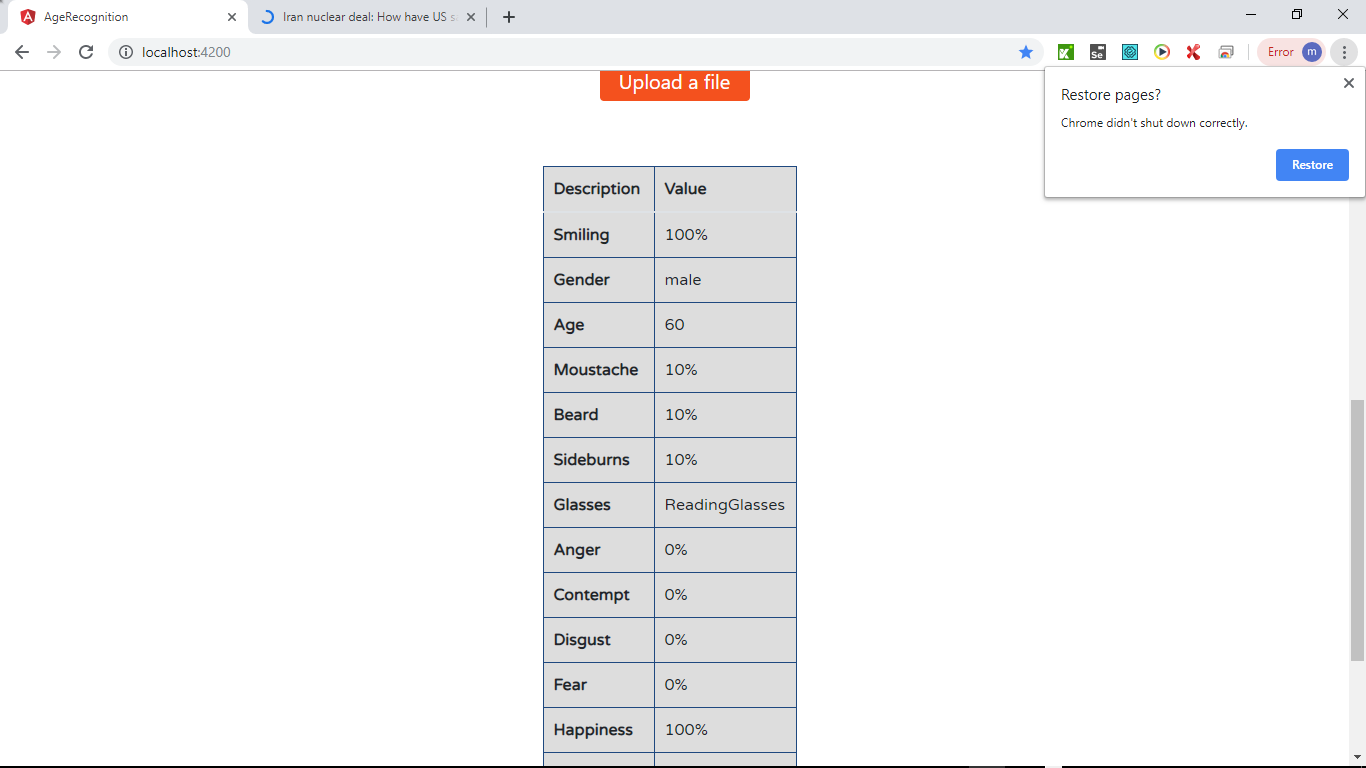 AgeRecognition
Iran nuclear deal: How have US s
localhost:4200
Se
Error m
Upload a file
Restore pages?
Chrome didn't shut down correctly.
Restore
Description Value
Smiling 100%
Gender male
Age 60
Moustache 10%
Beard 10%
Sideburns 10%
Glasses ReadingGlasses
Anger 0%
Contempt 0%
Disgust 0%
Fear 0%
Happiness 100%